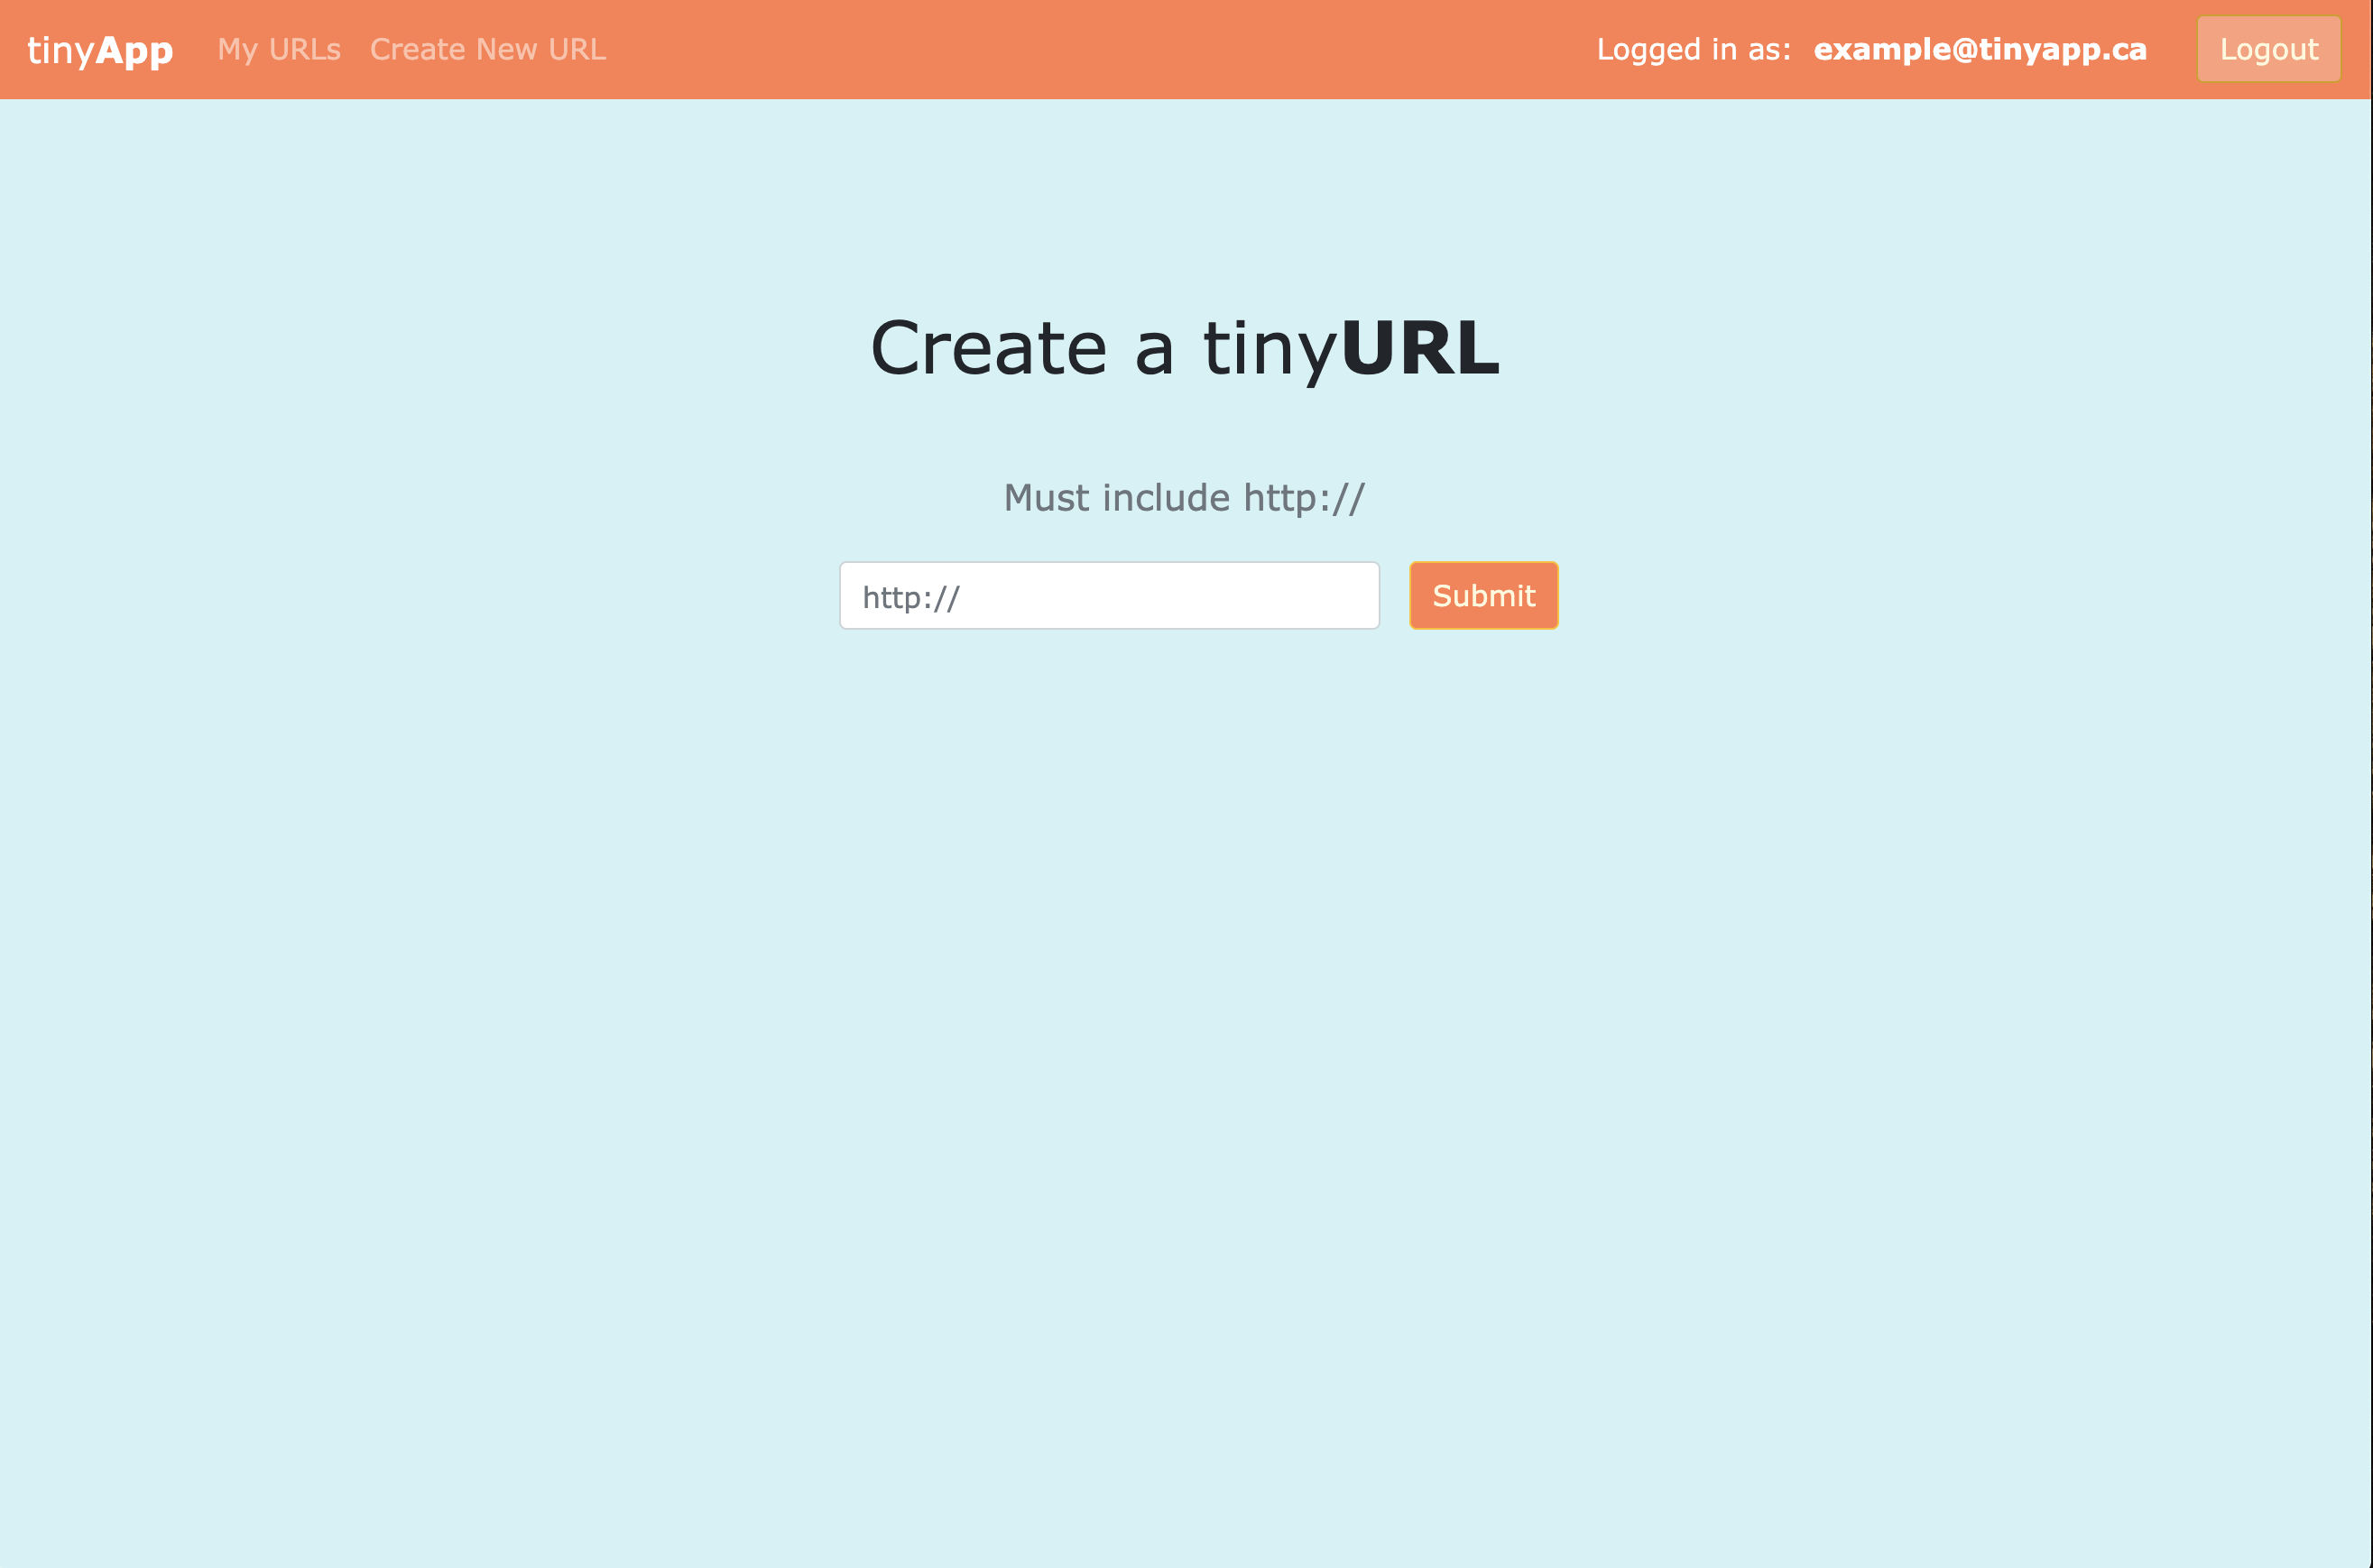 tinyApp My URLs Create New URL Logged in as: example@tinyapp.ca Logout
Create a tinyURL
Must include http://
http:// Submit